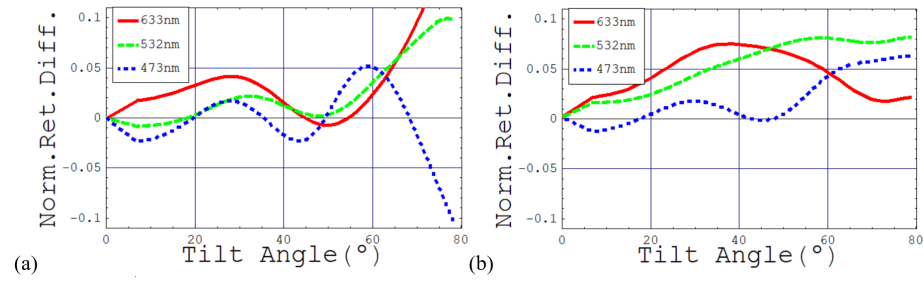 0.1
0.05
0
-0.05
-0.1
Norm.Ret.Diff.
633nm
532nm
473nm
0 20 40 60 80
Tilt Angle(°)
(a)
0.1
0.05
0
-0.05
-0.1
Norm.Ret.Diff.
633nm
532nm
473nm
0 20 40 60 80
Tilt Angle(°)
(b)